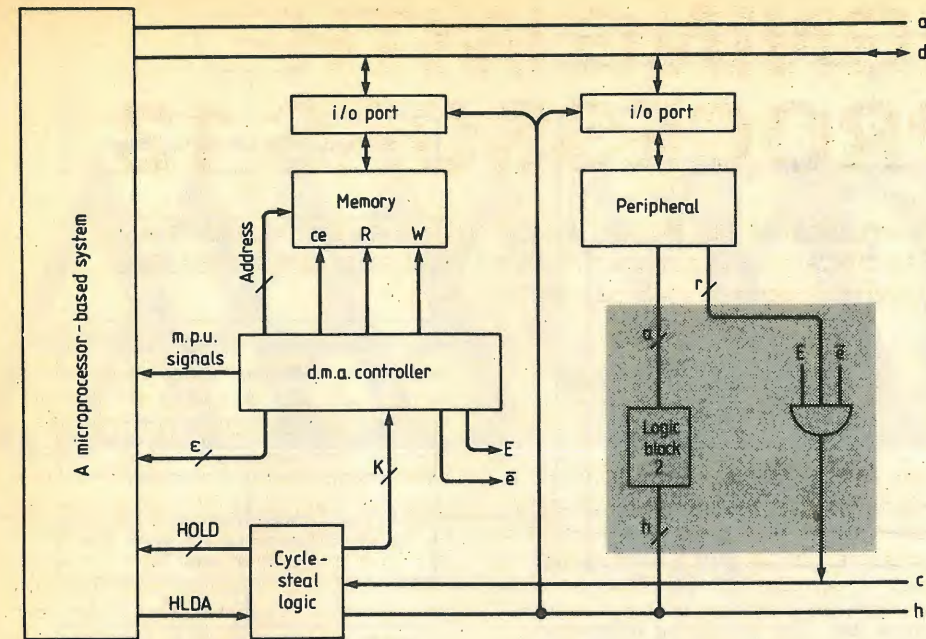 a
d
i/o port
i/o port
Memory
ce R W
Peripheral
Address
A microprocessor-based system
m.p.u.
signals
d.m.a. controller
r
a
E ē
Logic
block
2
ε
K
E
ē
h
HOLD
Cycle-
steal
logic
HLDA
c
h